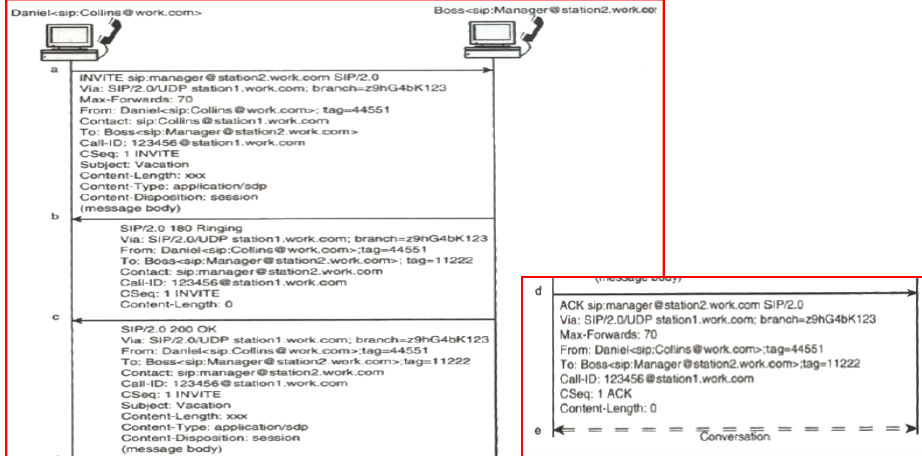 Daniel<sip:Collins@work.com>
Boss<sip:Manager@station2.work.co
a
INVITE sip:manager@station2.work.com SIP/2.0
Via: SIP/2.0/UDP station1.work.com; branch=z9hG4bK123
Max-Forwards: 70
From: Daniel<sip:Collins@work.com>; tag=44551
Contact: sip:Collins@station1.work.com
To: Boss<sip:Manager@station2.work.com>
Call-ID: 123456@station1.work.com
CSeq: 1 INVITE
Subject: Vacation
Content-Length: xxx
Content-Type: application/sdp
Content-Disposition: session
(message body)
b
SIP/2.0 180 Ringing
Via: SIP/2.0/UDP station1.work.com; branch=z9hG4bK123
From: Daniel<sip:Collins@work.com>;tag=44551
To: Boss<sip:Manager@station2.work.com>; tag=11222
Contact: sip:manager@station2.work.com
Call-ID: 123456@station1.work.com
CSeq: 1 INVITE
Content-Length: 0
c
SIP/2.0 200 OK
Via: SIP/2.0/UDP station1.work.com; branch=z9hG4bK123
From: Daniel<sip:Collins@work.com>;tag=44551
To: Boss<sip:Manager@station2.work.com>;tag=11222
Contact: sip:manager@station2.work.com
Call-ID: 123456@station1.work.com
CSeq: 1 INVITE
Subject: Vacation
Content-Length: xxx
Content-Type: application/sdp
Content-Disposition: session
(message body)
(message body)
d
ACK sip:manager@station2.work.com SIP/2.0
Via: SIP/2.0/UDP station1.work.com; branch=z9hG4bK123
Max-Forwards: 70
From: Daniel<sip:Collins@work.com>;tag=44551
To: Boss<sip:Manager@station2.work.com>;tag=11222
Call-ID: 123456@station1.work.com
CSeq: 1 ACK
Content-Length: 0
e
Conversation